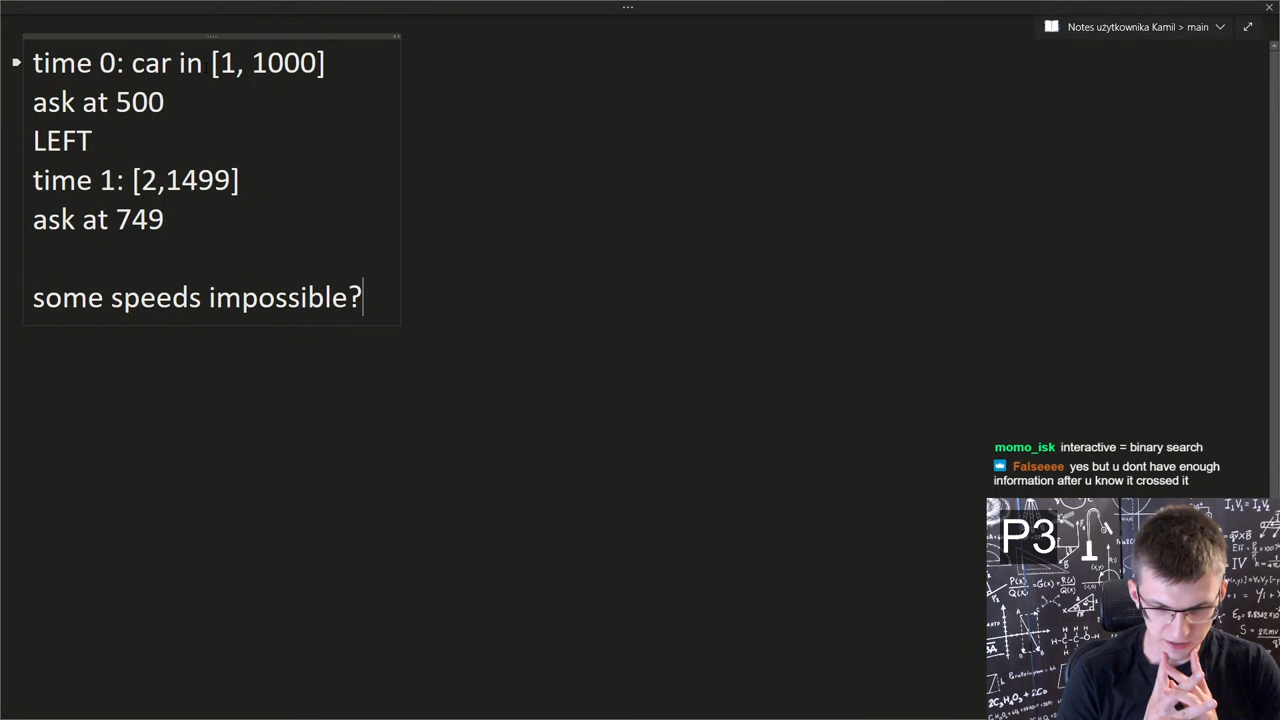 Notes użytkownika Kamil > main
time 0: car in [1, 1000]
ask at 500
LEFT
time 1: [2,1499]
ask at 749
some speeds impossible?
momo_isk interactive = binary search
Falseeee yes but u dont have enough
information after u know it crossed it
P3